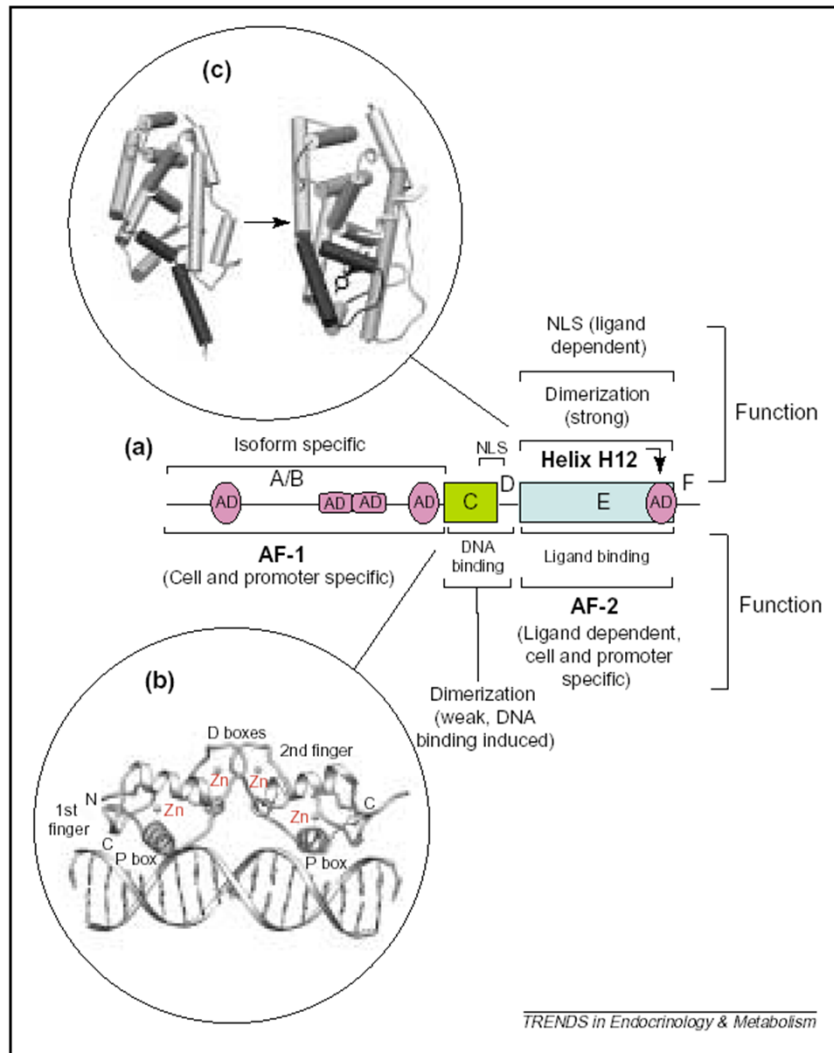 (c)
NLS (ligand
dependent)
Dimerization
(strong)
Function
(a)
Isoform specific
NLS
Helix H12
A/B
D
F
AD
AD
AD
AD
C
E
AD
AF-1
(Cell and promoter specific)
DNA
binding
Ligand binding
AF-2
(Ligand dependent,
cell and promoter
specific)
Function
Dimerization
(weak, DNA
binding induced)
(b)
D boxes
2nd finger
Zn
Zn
N
Zn
Zn
C
1st
finger
C
P box
P box
TRENDS in Endocrinology & Metabolism